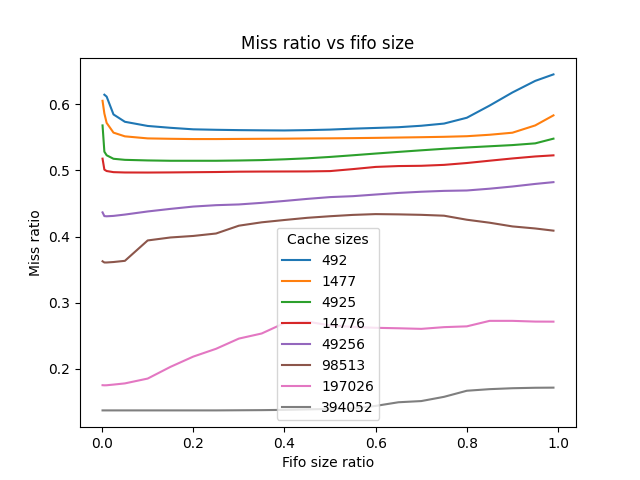 Miss ratio vs fifo size
Miss ratio
0.6
0.5
0.4
0.3
0.2
Cache sizes
492
1477
4925
14776
49256
98513
197026
394052
0.0 0.2 0.4 0.6 0.8 1.0
Fifo size ratio